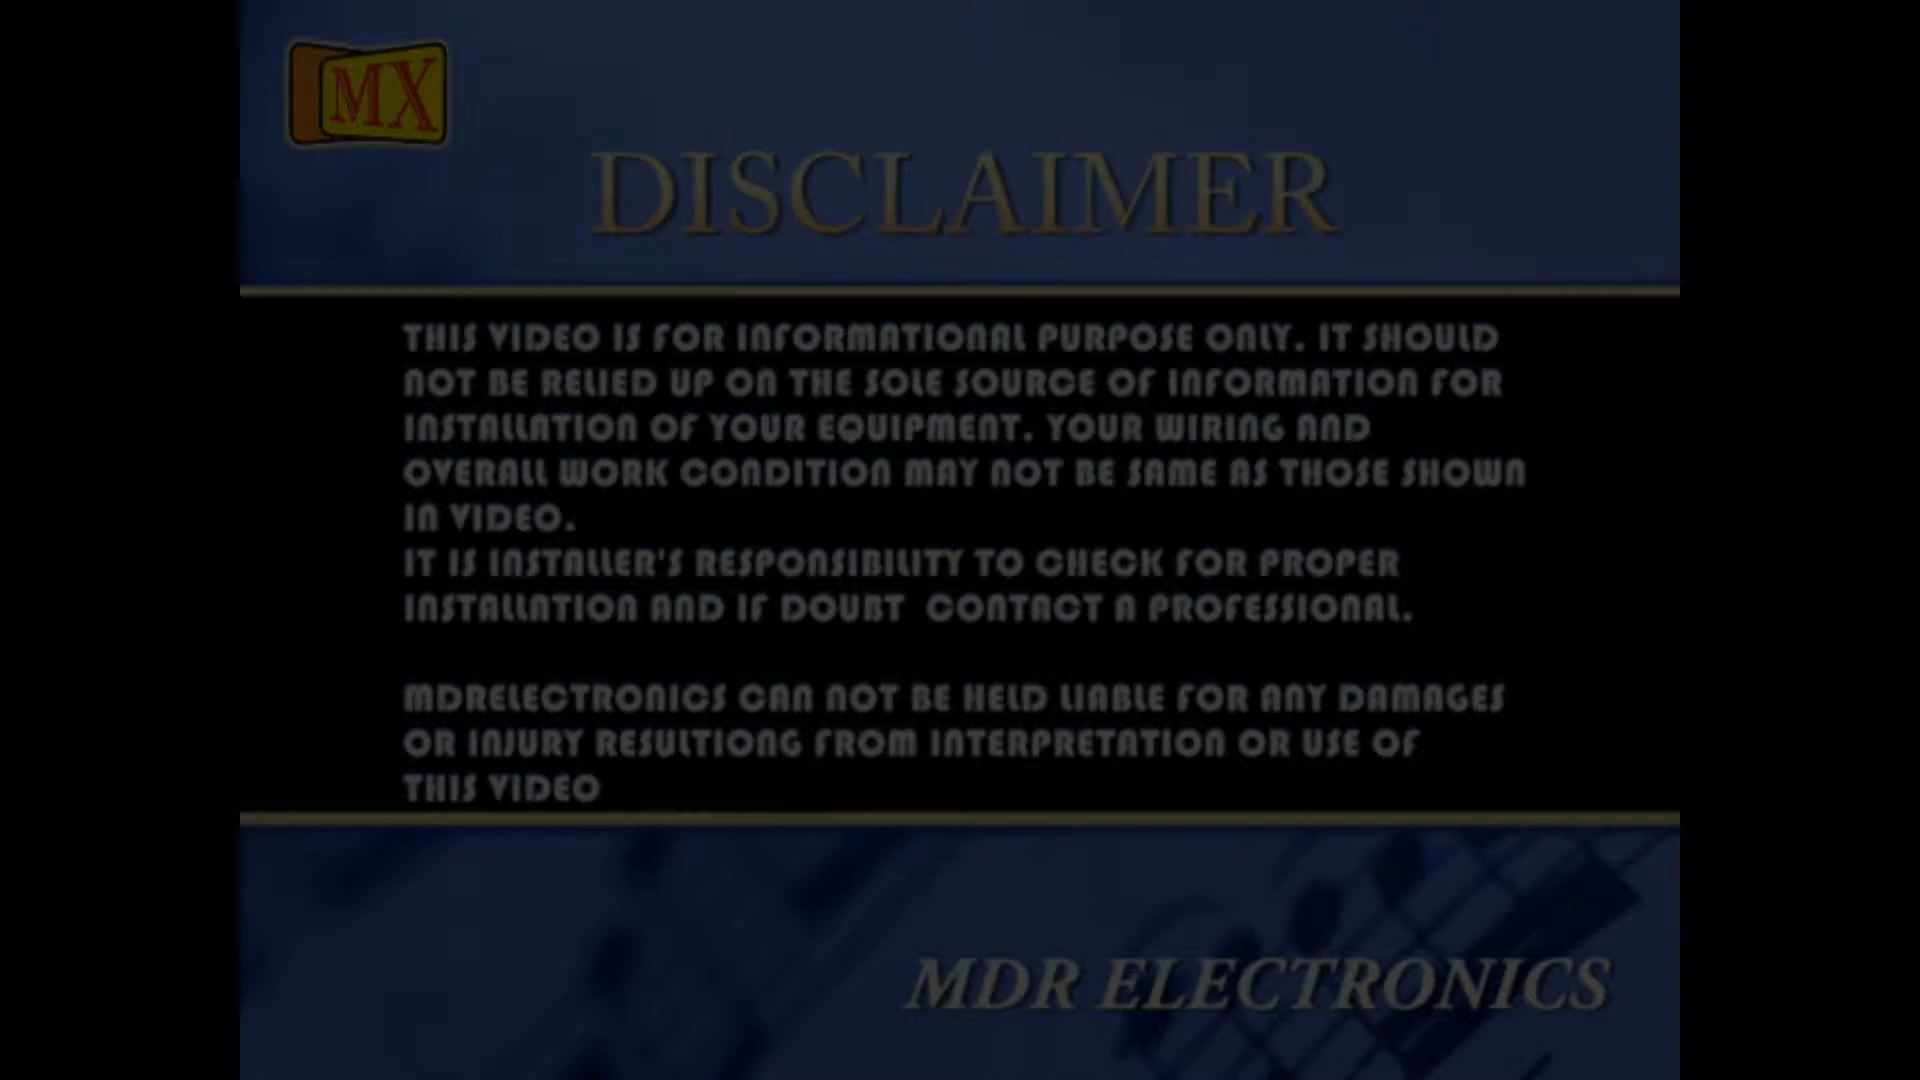 MX
DISCLAIMER
THIS VIDEO IS FOR INFORMATIONAL PURPOSE ONLY. IT SHOULD
NOT BE RELIED UP ON THE SOLE SOURCE OF INFORMATION FOR
INSTALLATION OF YOUR EQUIPMENT. YOUR WIRING AND
OVERALL WORK CONDITION MAY NOT BE SAME AS THOSE SHOWN
IN VIDEO.
IT IS INSTALLER'S RESPONSIBILITY TO CHECK FOR PROPER
INSTALLATION AND IF DOUBT CONTACT A PROFESSIONAL.
MDRELECTRONICS CAN NOT BE HELD LIABLE FOR ANY DAMAGES
OR INJURY RESULTIONG FROM INTERPRETATION OR USE OF
THIS VIDEO
MDR ELECTRONICS